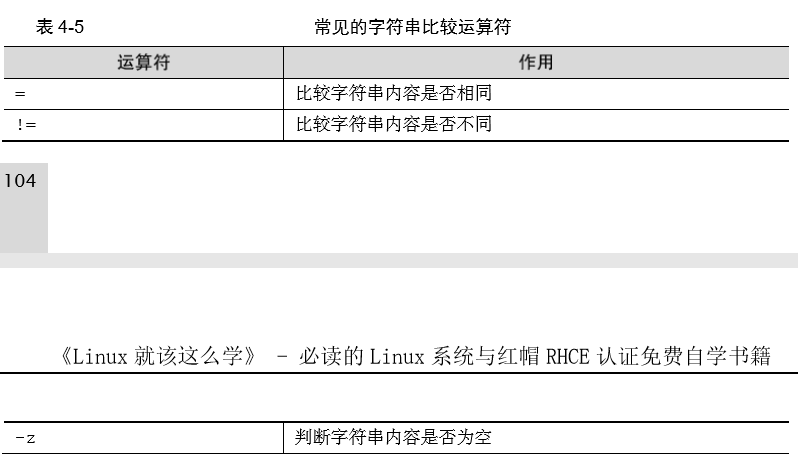 表 4-5 常见的字符串比较运算符
运算符 作用
= 比较字符串内容是否相同
!= 比较字符串内容是否不同
104
《Linux 就该这么学》 - 必读的 Linux 系统与红帽 RHCE 认证免费自学书籍
-z 判断字符串内容是否为空